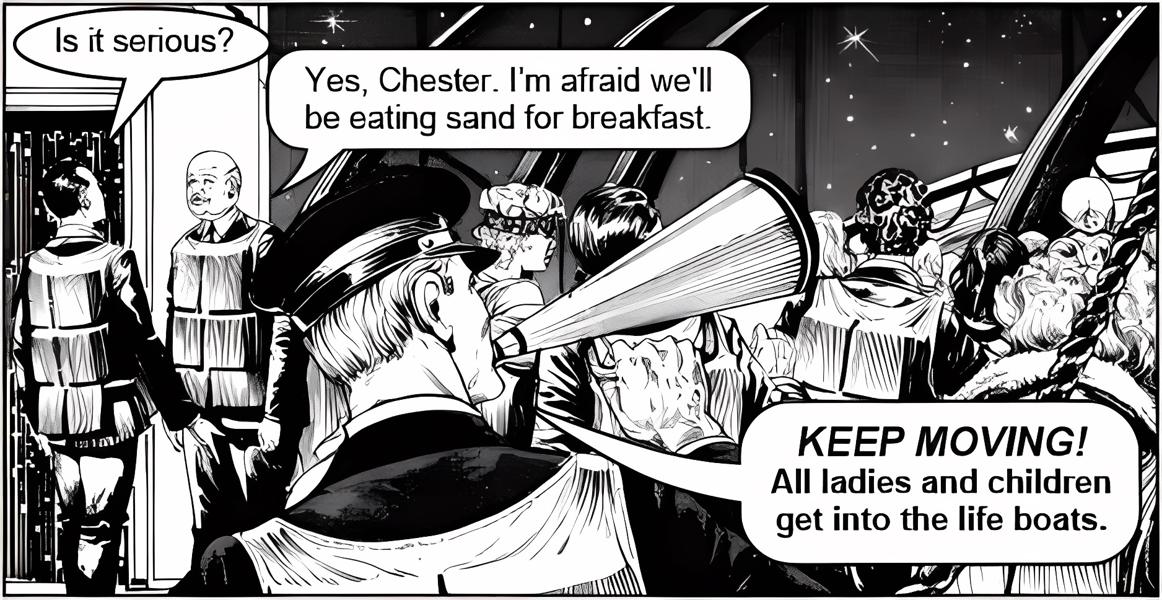 Is it serious?
Yes, Chester. I'm afraid we'll
be eating sand for breakfast.
KEEP MOVING!
All ladies and children
get into the life boats.